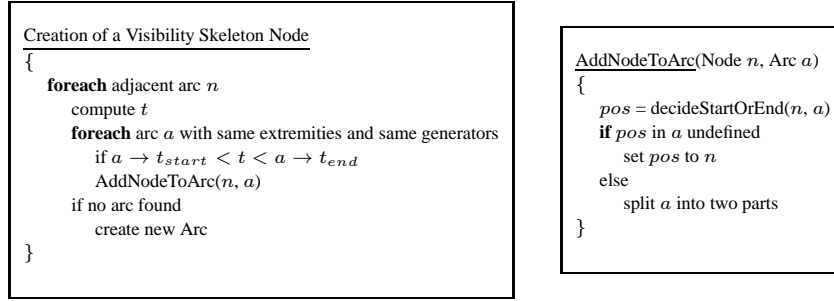 Creation of a Visibility Skeleton Node
{
foreach adjacent arc n
compute t
foreach arc a with same extremities and same generators
if a → t_start < t < a → t_end
AddNodeToArc(n, a)
if no arc found
create new Arc
}
AddNodeToArc(Node n, Arc a)
{
pos = decideStartOrEnd(n, a)
if pos in a undefined
set pos to n
else
split a into two parts
}